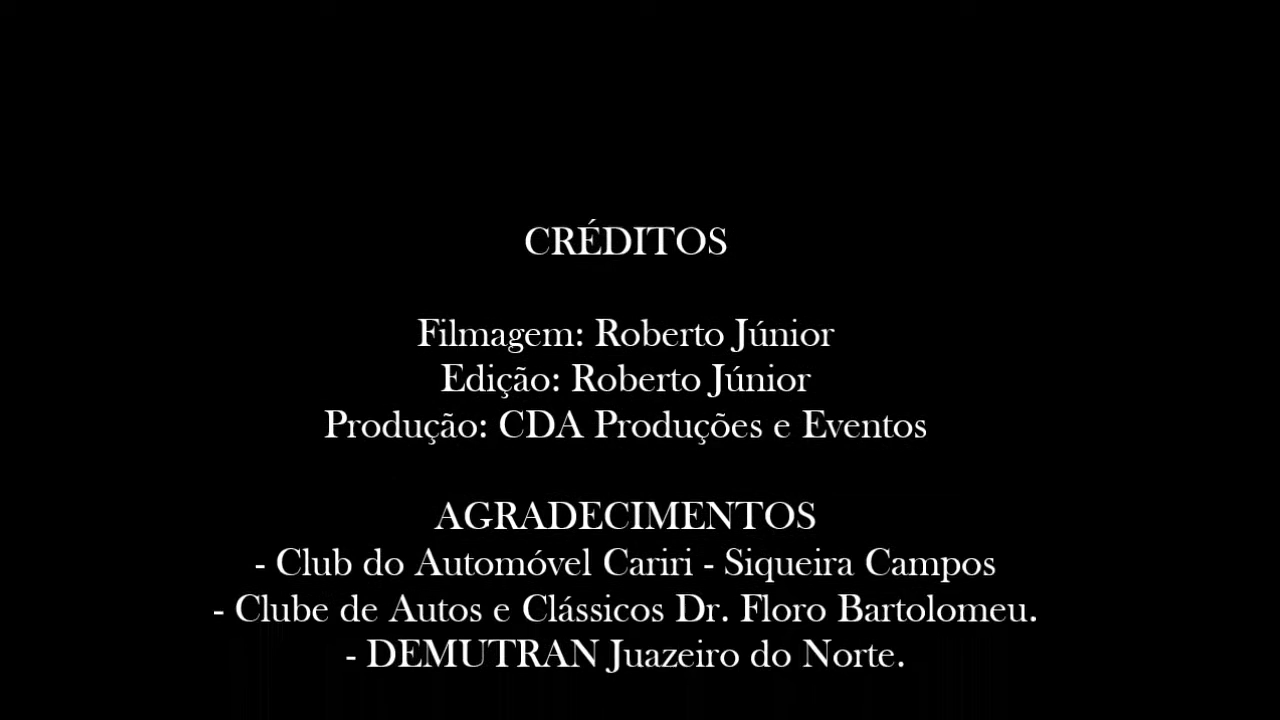 CRÉDITOS
Filmagem: Roberto Júnior
Edição: Roberto Júnior
Produção: CDA Produções e Eventos
AGRADECIMENTOS
- Club do Automóvel Cariri - Siqueira Campos
- Clube de Autos e Clássicos Dr. Floro Bartolomeu.
- DEMUTRAN Juazeiro do Norte.